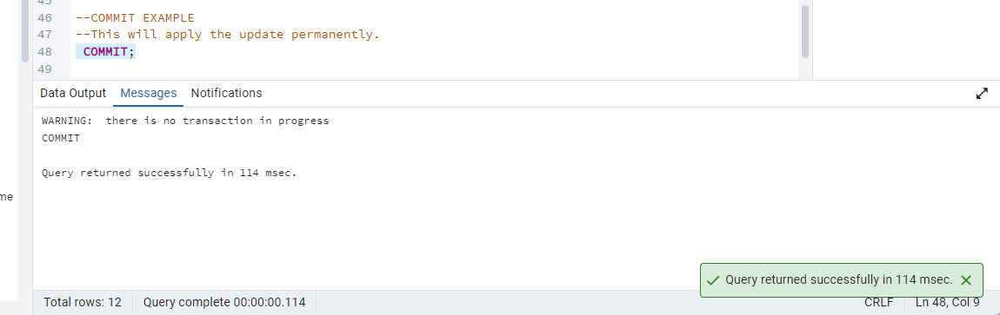 45
46 --COMMIT EXAMPLE
47 --This will apply the update permanently.
48 COMMIT;
49
Data Output Messages Notifications
WARNING:  there is no transaction in progress
COMMIT
Query returned successfully in 114 msec.
me
Query returned successfully in 114 msec.
Total rows: 12 Query complete 00:00:00.114 CRLF Ln 48, Col 9